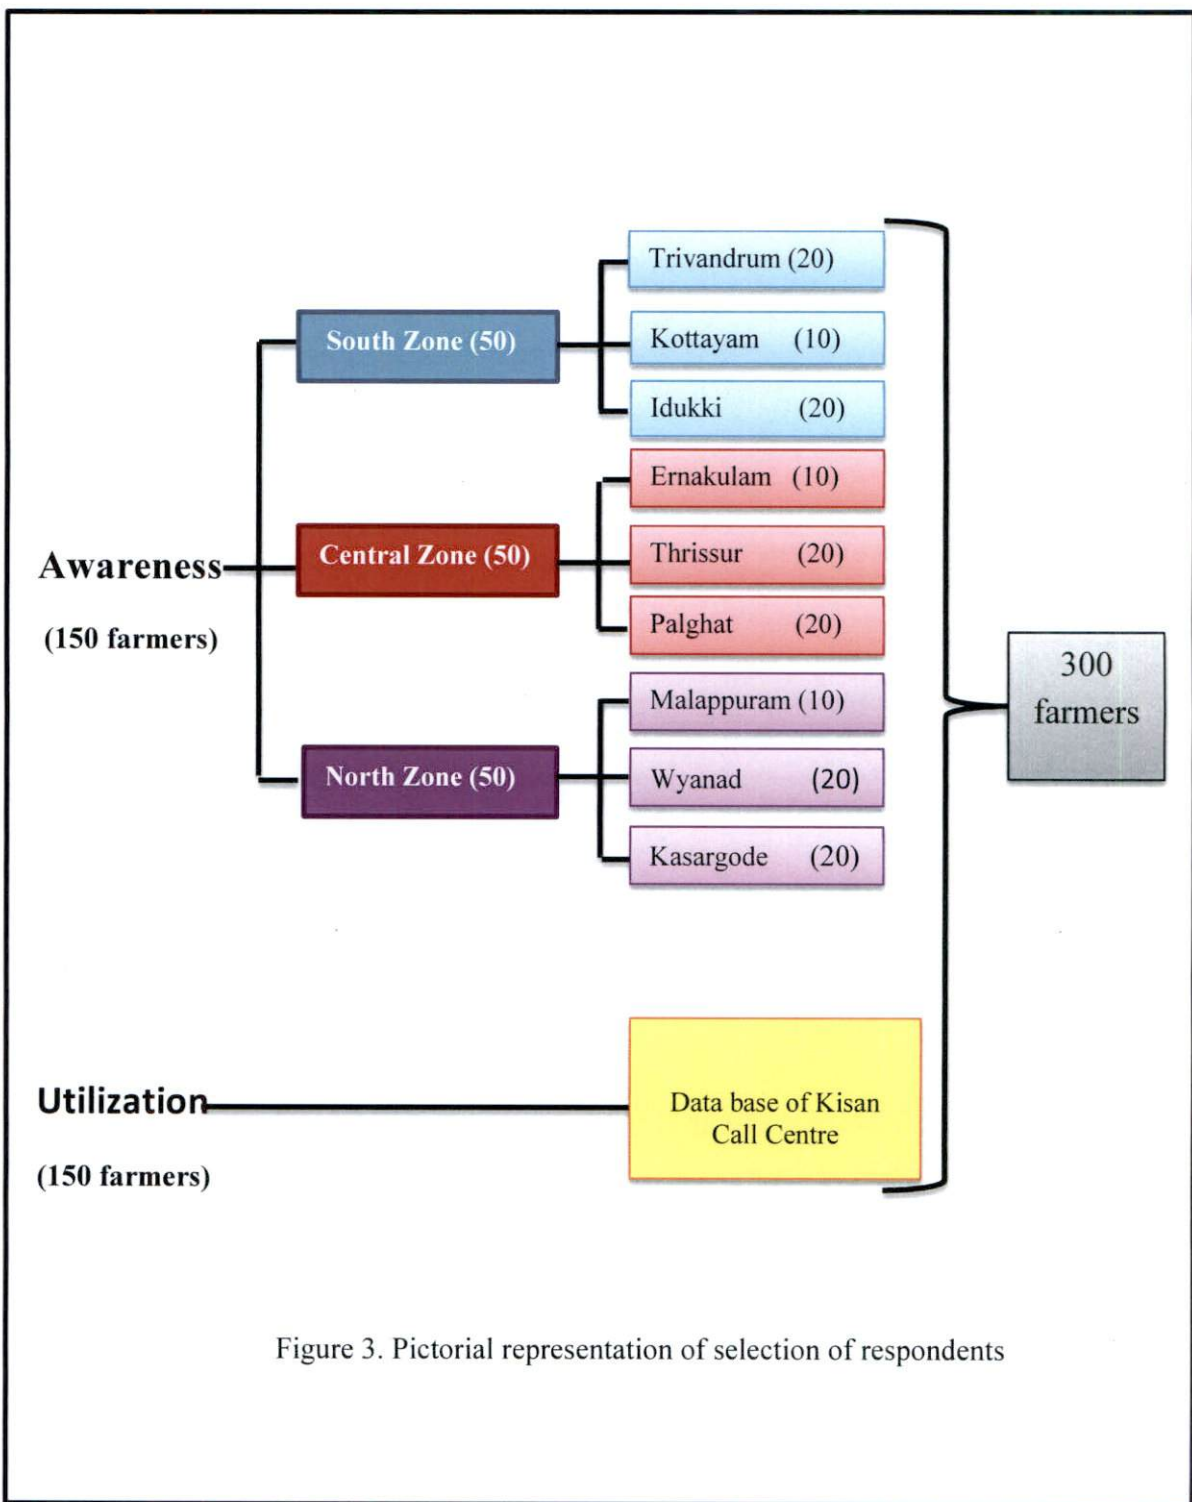 Trivandrum (20)
South Zone (50)
Kottayam (10)
Idukki (20)
Ernakulam (10)
Awareness
(150 farmers)
Central Zone (50)
Thrissur (20)
Palghat (20)
300
farmers
Malappuram (10)
North Zone (50)
Wyanad (20)
Kasargode (20)
Utilization
(150 farmers)
Data base of Kisan
Call Centre
Figure 3. Pictorial representation of selection of respondents